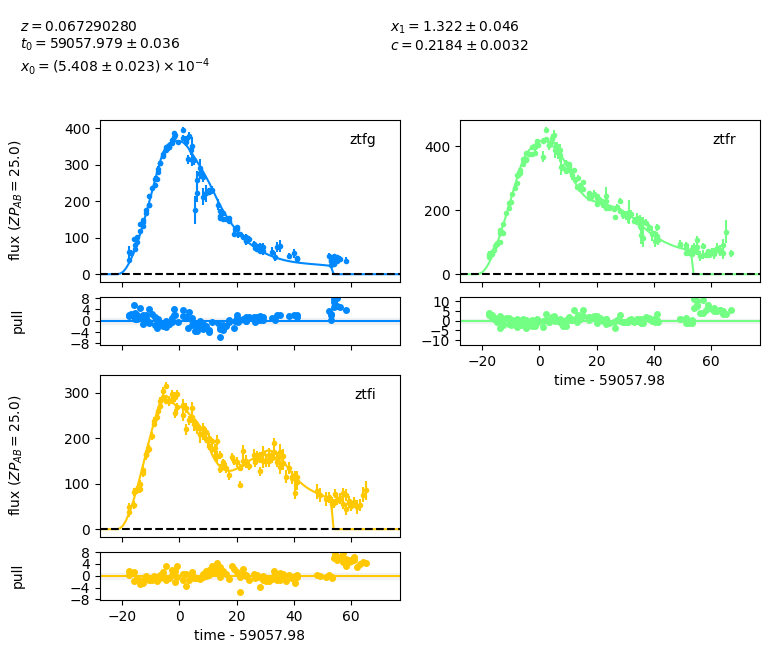 z = 0.067290280
t₀ = 59057.979 ± 0.036
x₀ = (5.408 ± 0.023) × 10⁻⁴
x₁ = 1.322 ± 0.046
c = 0.2184 ± 0.0032
flux (ZP_AB = 25.0)
400
300
200
100
0
ztfg
8
4
0
−4
−8
pull
400
200
0
ztfr
10
5
0
−5
−10
−20 0 20 40 60
time - 59057.98
flux (ZP_AB = 25.0)
300
200
100
0
ztfi
8
4
0
−4
−8
pull
−20 0 20 40 60
time - 59057.98